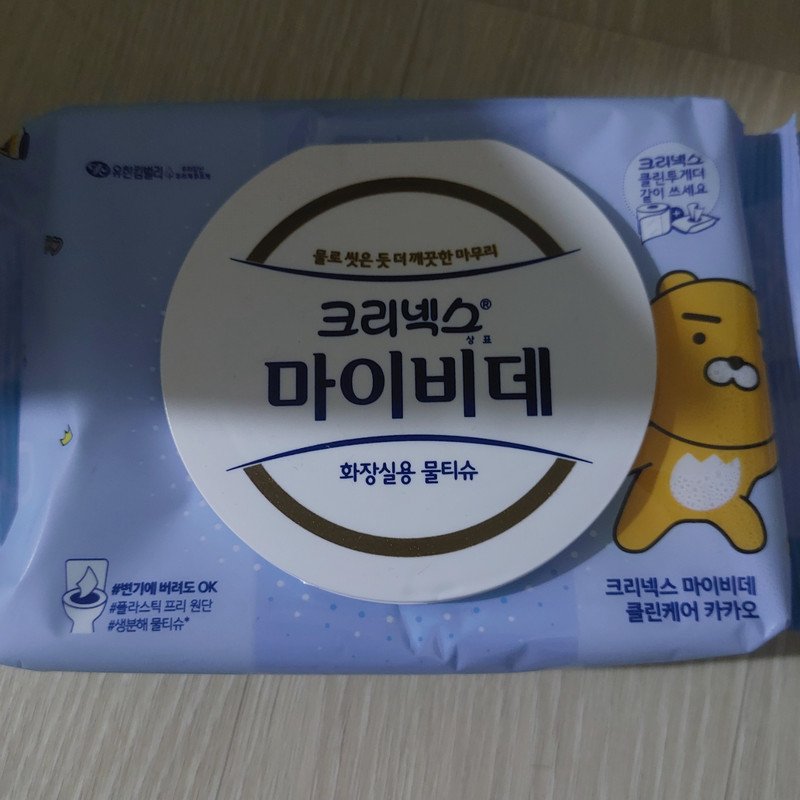 유한킴벌리
크리넥스
클린투게더
같이 쓰세요
물로 씻은 듯 더 깨끗한 마무리
크리넥스®
상표
마이비데
화장실용 물티슈
#변기에 버려도 OK
#플라스틱 프리 원단
#생분해 물티슈*
크리넥스 마이비데
클린케어 카카오